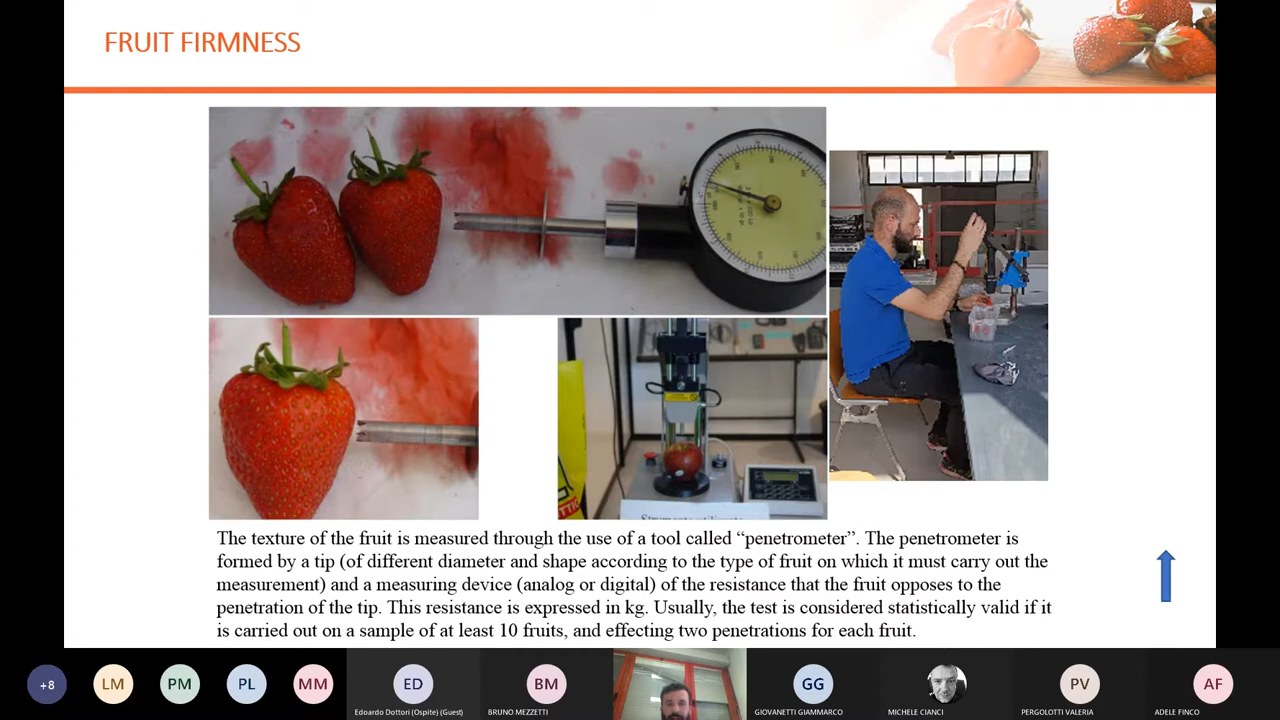 FRUIT FIRMNESS
The texture of the fruit is measured through the use of a tool called “penetrometer”. The penetrometer is
formed by a tip (of different diameter and shape according to the type of fruit on which it must carry out the
measurement) and a measuring device (analog or digital) of the resistance that the fruit opposes to the
penetration of the tip. This resistance is expressed in kg. Usually, the test is considered statistically valid if it
is carried out on a sample of at least 10 fruits, and effecting two penetrations for each fruit.
+8
LM
PM
PL
MM
ED
Edoardo Dottori (Ospite) (Guest)
BM
BRUNO MEZZETTI
GG
GIOVANETTI GIAMMARCO
MICHELE CIANCI
PV
PERGOLOTTI VALERIA
AF
ADELE FINCO